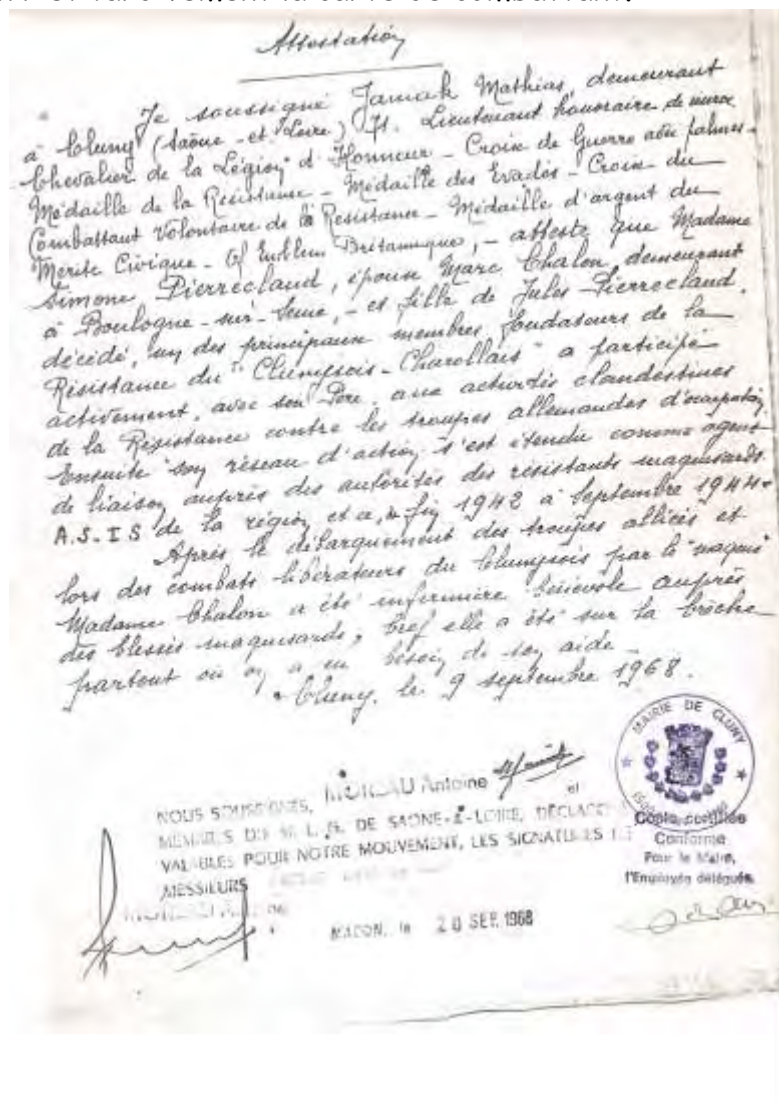 Attestation
Je soussigné Jamak Mathias, demeurant
à Cluny (Saône-et-Loire) Lieutenant honoraire de
Chevalier de la Légion d'Honneur - Croix de Guerre avec palmes -
Médaille de la Résistance - Médaille des Evadés - Croix du
Combattant Volontaire de la Résistance - Médaille d'argent du
Mérite Civique - Britannique, - atteste que Madame
Simone Pierreclaud, épouse Marc Chalon, demeurant
à Boulogne-sur-Seine, - et fille de Jules Pierreclaud,
décédé, un des principaux membres fondateurs de la
Résistance du "Clunysois-Charollais" a participé
activement, avec son Père, aux activités clandestines
de la Résistance contre les troupes allemandes d'occupation
Ensuite son réseau d'action s'est étendu comme agent
de liaison auprès des autorités des résistants maquisards
A.S-I S de la région et a, fin 1942 à Septembre 1944.
Après le débarquement des troupes alliées et
lors des combats libérateurs du Clunysois par le "maquis"
Madame Chalon a été infirmière bénévole auprès
des blessés maquisards, bref elle a été sur la brèche
partout où on a eu besoin de son aide.
Cluny, le 9 septembre 1968.
MAIRIE DE CLUNY
NOUS SOUSSIGNÉS, MOREAU Antoine et
MEMBRES DU M.L.N. DE SAONE-&-LOIRE, DÉCLARONS
VALABLES POUR NOTRE MOUVEMENT, LES SIGNATURES DE
MESSIEURS
Copie certifiée
Conforme
Pour le Maire,
l'Employée déléguée,
MACON, le 20 SEP. 1968